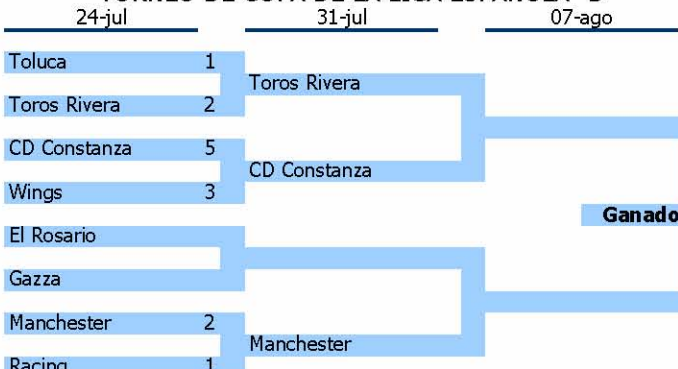 24-jul 31-jul 07-ago
Toluca 1
Toros Rivera
Toros Rivera 2
CD Constanza 5
CD Constanza
Wings 3
Ganado
El Rosario
Gazza
Manchester 2
Manchester
Racing 1